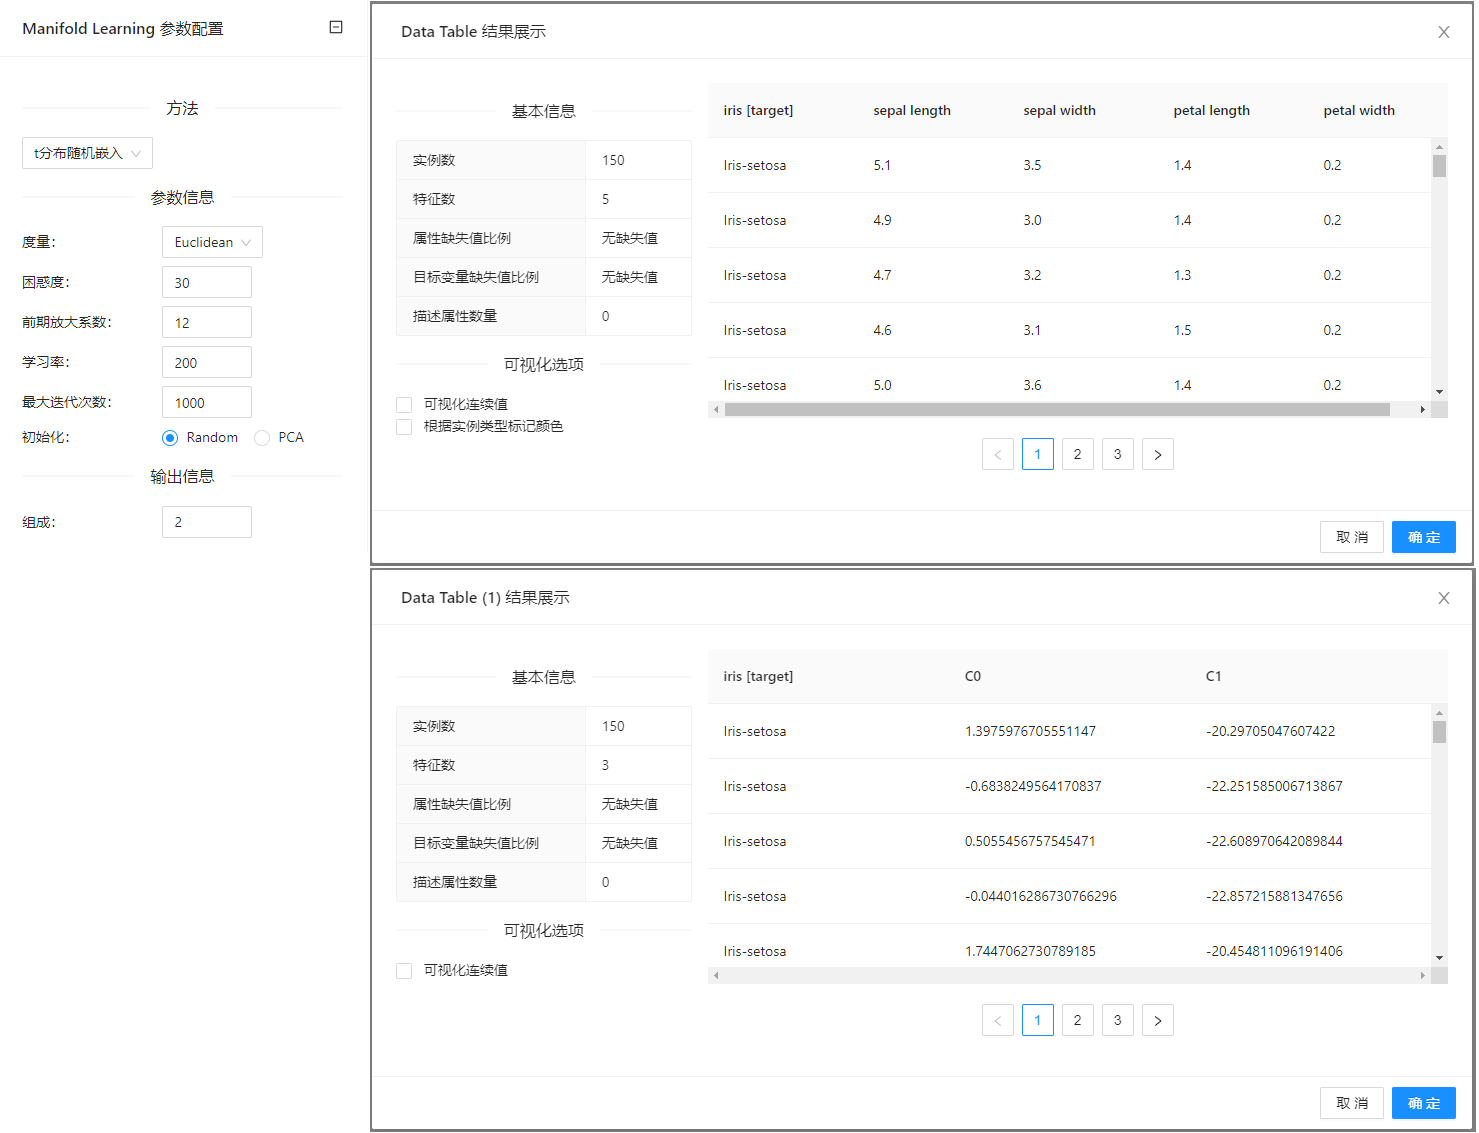 Manifold Learning 参数配置
方法
t分布随机嵌入
参数信息
度量:
Euclidean
困惑度:
30
前期放大系数:
12
学习率:
200
最大迭代次数:
1000
初始化:
Random
PCA
输出信息
组成:
2
Data Table 结果展示
基本信息
实例数 150
特征数 5
属性缺失值比例 无缺失值
目标变量缺失值比例 无缺失值
描述属性数量 0
可视化选项
可视化连续值
根据实例类型标记颜色
iris [target] sepal length sepal width petal length petal width
Iris-setosa 5.1 3.5 1.4 0.2
Iris-setosa 4.9 3.0 1.4 0.2
Iris-setosa 4.7 3.2 1.3 0.2
Iris-setosa 4.6 3.1 1.5 0.2
Iris-setosa 5.0 3.6 1.4 0.2
< 1 2 3 >
取 消 确 定
Data Table (1) 结果展示
基本信息
实例数 150
特征数 3
属性缺失值比例 无缺失值
目标变量缺失值比例 无缺失值
描述属性数量 0
可视化选项
可视化连续值
iris [target] C0 C1
Iris-setosa 1.3975976705551147 -20.29705047607422
Iris-setosa -0.6838249564170837 -22.251585006713867
Iris-setosa 0.5055456757545471 -22.608970642089844
Iris-setosa -0.044016286730766296 -22.857215881347656
Iris-setosa 1.7447062730789185 -20.454811096191406
< 1 2 3 >
取 消 确 定